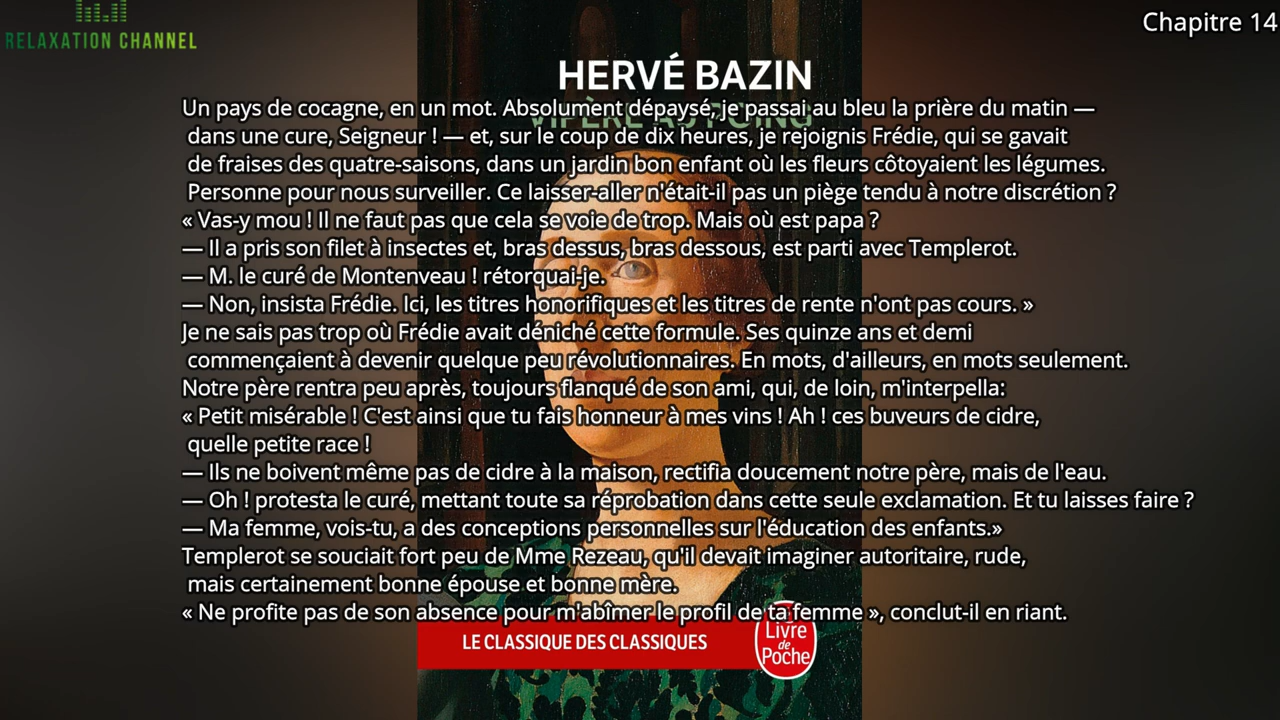 RELAXATION CHANNEL
Chapitre 14
HERVÉ BAZIN
VIPÈRE AU POING
Un pays de cocagne, en un mot. Absolument dépaysé, je passai au bleu la prière du matin —
dans une cure, Seigneur ! — et, sur le coup de dix heures, je rejoignis Frédie, qui se gavait
de fraises des quatre-saisons, dans un jardin bon enfant où les fleurs côtoyaient les légumes.
Personne pour nous surveiller. Ce laisser-aller n'était-il pas un piège tendu à notre discrétion ?
« Vas-y mou ! Il ne faut pas que cela se voie de trop. Mais où est papa ?
— Il a pris son filet à insectes et, bras dessus, bras dessous, est parti avec Templerot.
— M. le curé de Montenveau ! rétorquai-je.
— Non, insista Frédie. Ici, les titres honorifiques et les titres de rente n'ont pas cours. »
Je ne sais pas trop où Frédie avait déniché cette formule. Ses quinze ans et demi
commençaient à devenir quelque peu révolutionnaires. En mots, d'ailleurs, en mots seulement.
Notre père rentra peu après, toujours flanqué de son ami, qui, de loin, m'interpella:
« Petit misérable ! C'est ainsi que tu fais honneur à mes vins ! Ah ! ces buveurs de cidre,
quelle petite race !
— Ils ne boivent même pas de cidre à la maison, rectifia doucement notre père, mais de l'eau.
— Oh ! protesta le curé, mettant toute sa réprobation dans cette seule exclamation. Et tu laisses faire ?
— Ma femme, vois-tu, a des conceptions personnelles sur l'éducation des enfants.»
Templerot se souciait fort peu de Mme Rezeau, qu'il devait imaginer autoritaire, rude,
mais certainement bonne épouse et bonne mère.
« Ne profite pas de son absence pour m'abîmer le profil de ta femme », conclut-il en riant.
LE CLASSIQUE DES CLASSIQUES
Livre
de
Poche